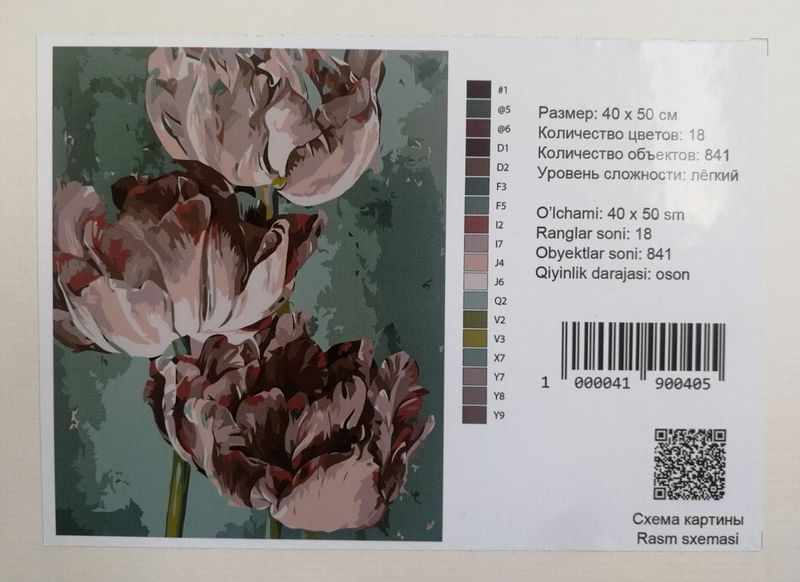 #1
@5
@6
D1
D2
F3
F5
I2
I7
J4
J6
Q2
V2
V3
X7
Y7
Y8
Y9
Размер: 40 x 50 см
Количество цветов: 18
Количество объектов: 841
Уровень сложности: лёгкий
O'lchami: 40 x 50 sm
Ranglar soni: 18
Obyektlar soni: 841
Qiyinlik darajasi: oson
1 000041 900405
Схема картины
Rasm sxemasi